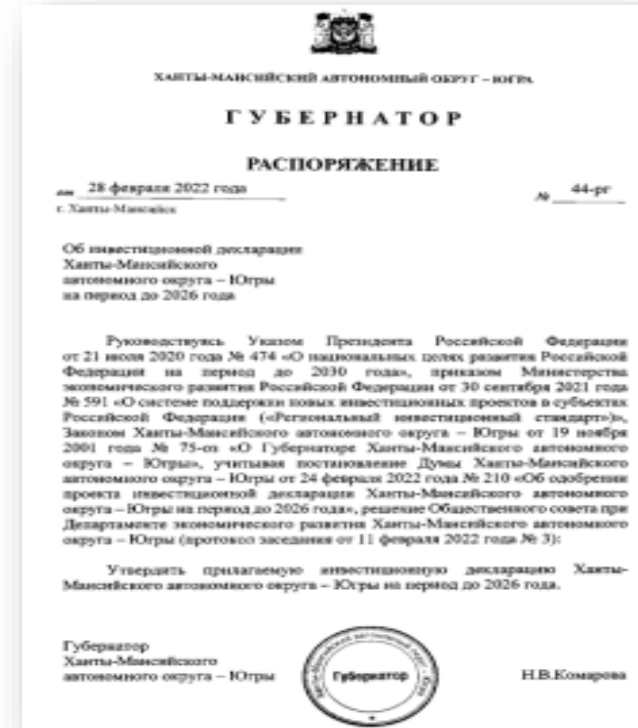 ХАНТЫ-МАНСИЙСКИЙ АВТОНОМНЫЙ ОКРУГ – ЮГРА
ГУБЕРНАТОР
РАСПОРЯЖЕНИЕ
от 28 февраля 2022 года № 44-рг
г. Ханты-Мансийск
Об инвестиционной декларации
Ханты-Мансийского
автономного округа – Югры
на период до 2026 года
Руководствуясь Указом Президента Российской Федерации
от 21 июля 2020 года № 474 «О национальных целях развития Российской
Федерации на период до 2030 года», приказом Министерства
экономического развития Российской Федерации от 30 сентября 2021 года
№ 591 «О системе поддержки новых инвестиционных проектов в субъектах
Российской Федерации («Региональный инвестиционный стандарт»)»,
Законом Ханты-Мансийского автономного округа – Югры от 19 ноября
2001 года № 75-оз «О Губернаторе Ханты-Мансийского автономного
округа – Югры», учитывая постановление Думы Ханты-Мансийского
автономного округа – Югры от 24 февраля 2022 года № 210 «Об одобрении
проекта инвестиционной декларации Ханты-Мансийского автономного
округа – Югры на период до 2026 года», решение Общественного совета при
Департаменте экономического развития Ханты-Мансийского автономного
округа – Югры (протокол заседания от 11 февраля 2022 года № 3):
Утвердить прилагаемую инвестиционную декларацию Ханты-
Мансийского автономного округа – Югры на период до 2026 года.
Губернатор
Ханты-Мансийского
автономного округа – Югры
Губернатор
Н.В.Комарова